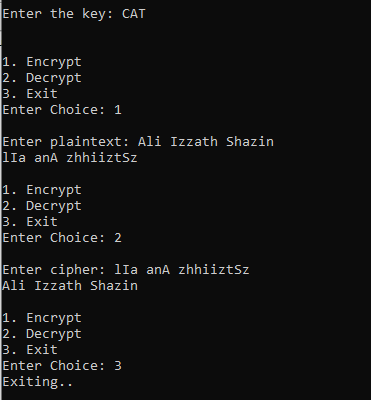 Enter the key: CAT
1. Encrypt
2. Decrypt
3. Exit
Enter Choice: 1
Enter plaintext: Ali Izzath Shazin
lIa anA zhhiiztSz
1. Encrypt
2. Decrypt
3. Exit
Enter Choice: 2
Enter cipher: lIa anA zhhiiztSz
Ali Izzath Shazin
1. Encrypt
2. Decrypt
3. Exit
Enter Choice: 3
Exiting..